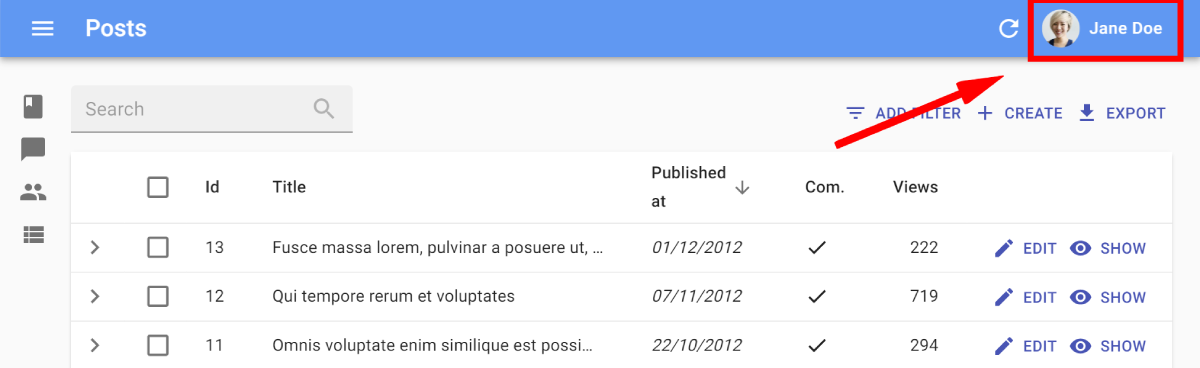 Posts
Jane Doe
Search
ADD FILTER
CREATE
EXPORT
Id
Title
Published
at
Com.
Views
13 Fusce massa lorem, pulvinar a posuere ut, ... 01/12/2012 222 EDIT SHOW
12 Qui tempore rerum et voluptates 07/11/2012 719 EDIT SHOW
11 Omnis voluptate enim similique est possi... 22/10/2012 294 EDIT SHOW